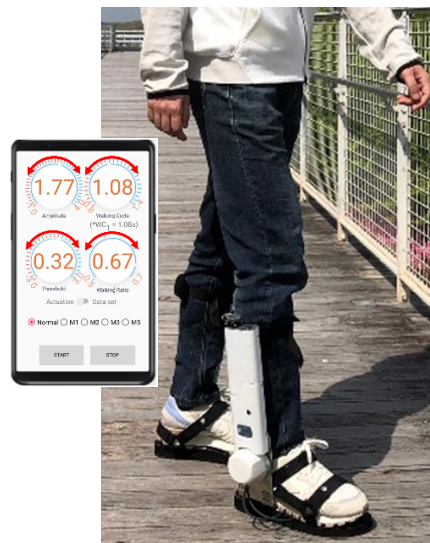 1.77
1.08
Amplitude
Walking Cycle
(*WC₁ = 1.08s)
0.32
0.67
Threshold
Walking Ratio
Actuation
Data set
Normal
M1
M2
M3
M5
START
STOP